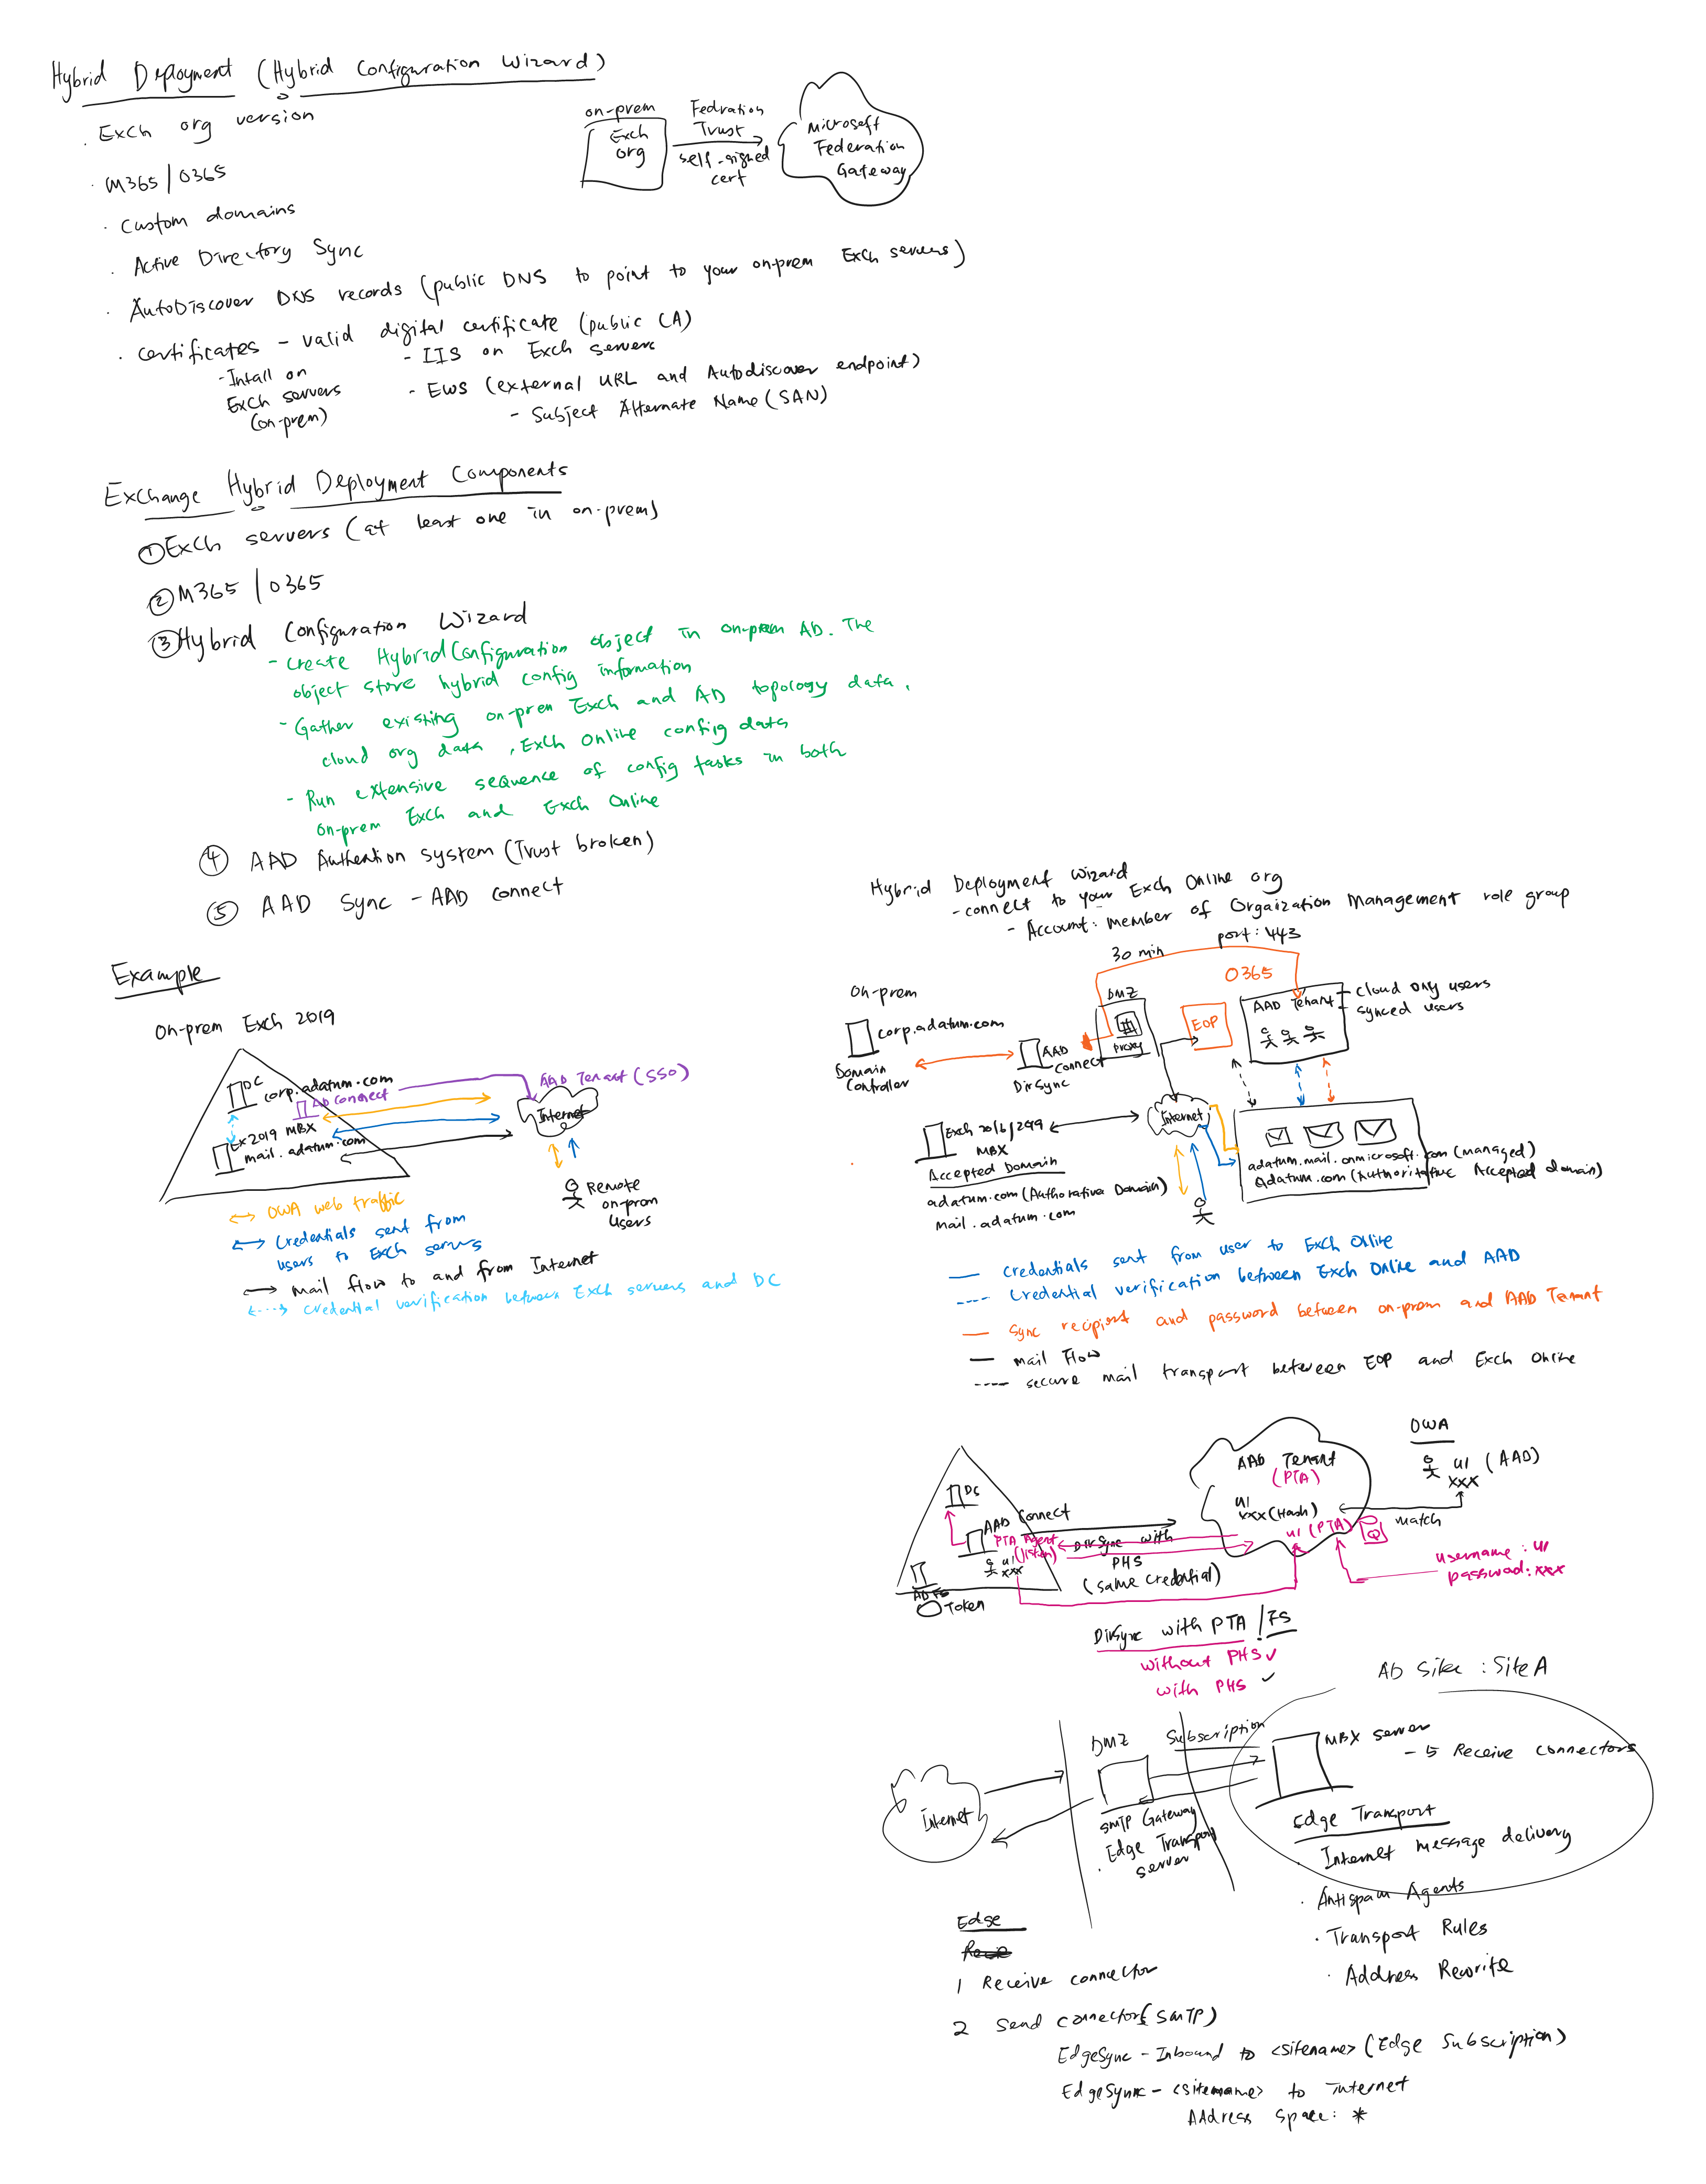 Hybrid Deployment (Hybrid Configuration Wizard)
· Exch org version
· M365/O365
· Custom domains
· Active Directory Sync
· AutoDiscover DNS records (public DNS to point to your on-prem Exch servers)
· Certificates - valid digital certificate (public CA)
- Intall on
Exch servers
(on-prem)
- IIS on Exch servers
- EWS (external URL and Autodiscover endpoint)
- Subject Alternate Name (SAN)
on-prem
Exch
org
Fedration
Trust
self-signed
cert
Microsoft
Federation
Gateway
Exchange Hybrid Deployment Components
① Exch servers (at least one in on-prem)
② M365 / O365
③ Hybrid Configuration Wizard
- Create HybridConfiguration object in on-prem AD. The
object store hybrid config information
- Gather existing on-prem Exch and AD topology data,
cloud org data, Exch Online config data
- Run extensive sequence of config tasks in both
on-prem Exch and Exch Online
④ AAD Authention system (Trust broken)
⑤ AAD Sync - AAD Connect
Example
on-prem Exch 2019
DC
corp.adatum.com
AD Connect
Ex2019 MBX
mail.adatum.com
AAD Tenant (SSO)
Internet
Remote
on-prom
users
OWA web traffic
Credentials sent from
users to Exch servers
mail flow to and from Internet
credential verification between Exch servers and DC
Hybrid Deployment Wizard
- connect to your Exch Online org
- Account: member of Orgaization Management role group
port: 443
30 min
O365
On-prem
corp.adatum.com
Domain
Controller
AAD
Connect
DirSync
DMZ
proxy
EOP
AAD Tenant
- cloud only users
- synced users
Internet
Exch 2016/2019
MBX
Accepted Domain
adatum.com (Authorative Domain)
mail.adatum.com
adatum.mail.onmicrosoft.com (managed)
adatum.com (Authoritative Accepted domain)
credentials sent from user to Exch Online
credential verification between Exch Online and AAD
sync recipient and password between on-prem and AAD Tenant
mail Flow
secure mail transport between EOP and Exch Online
DC
AAD Connect
PTA Agent
(listen)
u1
xxx
ADFS
Token
DirSync with
PHS
(same credential)
AAD Tenant
(PTA)
u1
xxx (Hash)
u1 (PTA)
Q
match
OWA
u1 (AAD)
xxx
username: u1
password: xxx
DirSync with PTA / FS
without PHS ✓
with PHS ✓
AD Site : SiteA
Internet
DMZ
SMTP Gateway
· Edge Transport
server
Subscription
MBX server
- 5 Receive connectors
Edge Transport
· Internet message delivery
· Antispam Agents
· Transport Rules
· Address Rewrite
Edge
1 Receive connector
2 Send connectors (SMTP)
EdgeSync - Inbound to <sitename> (Edge Subscription)
EdgeSync - <sitename> to Internet
Address space: *